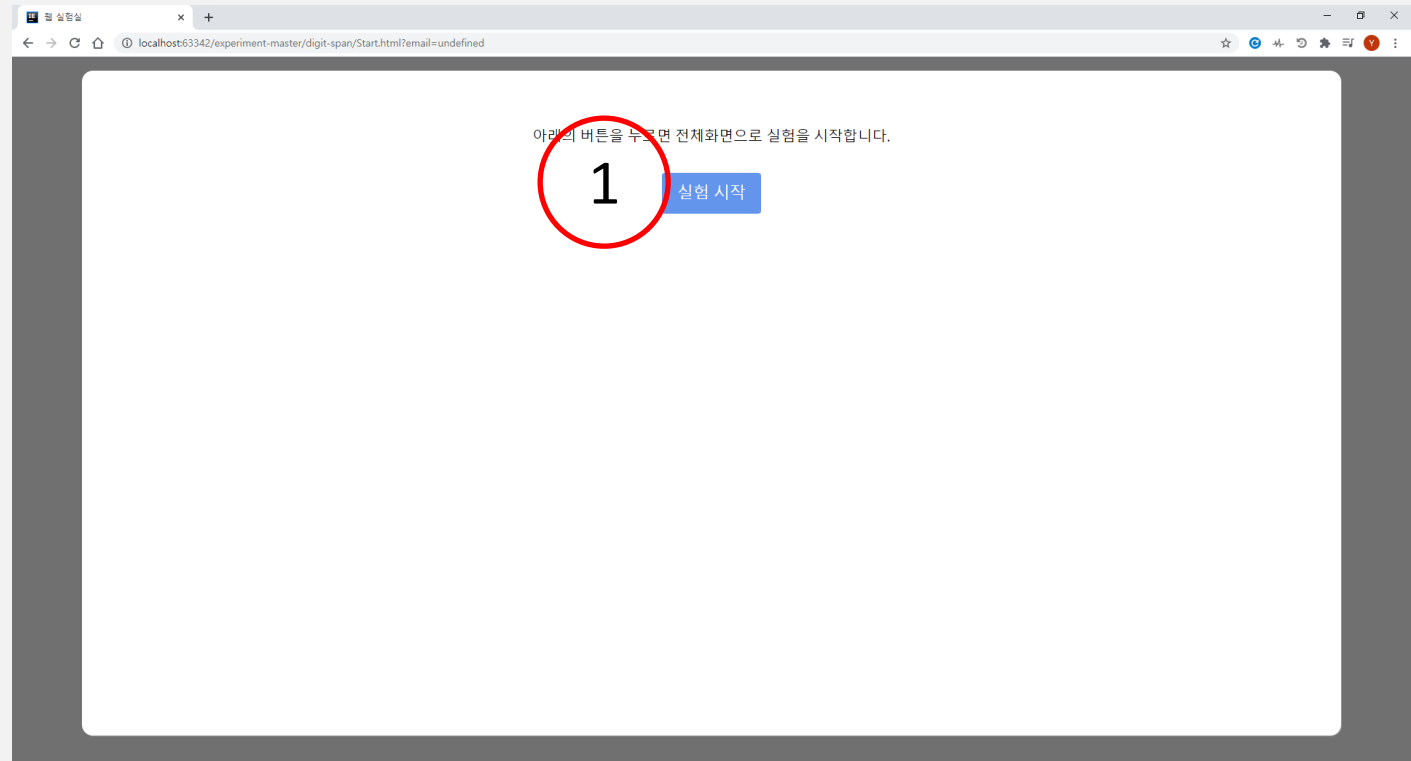 웹 실험실
localhost:63342/experiment-master/digit-span/Start.html?email=undefined
Y
아래의 버튼을 누르면 전체화면으로 실험을 시작합니다.
1
실험 시작